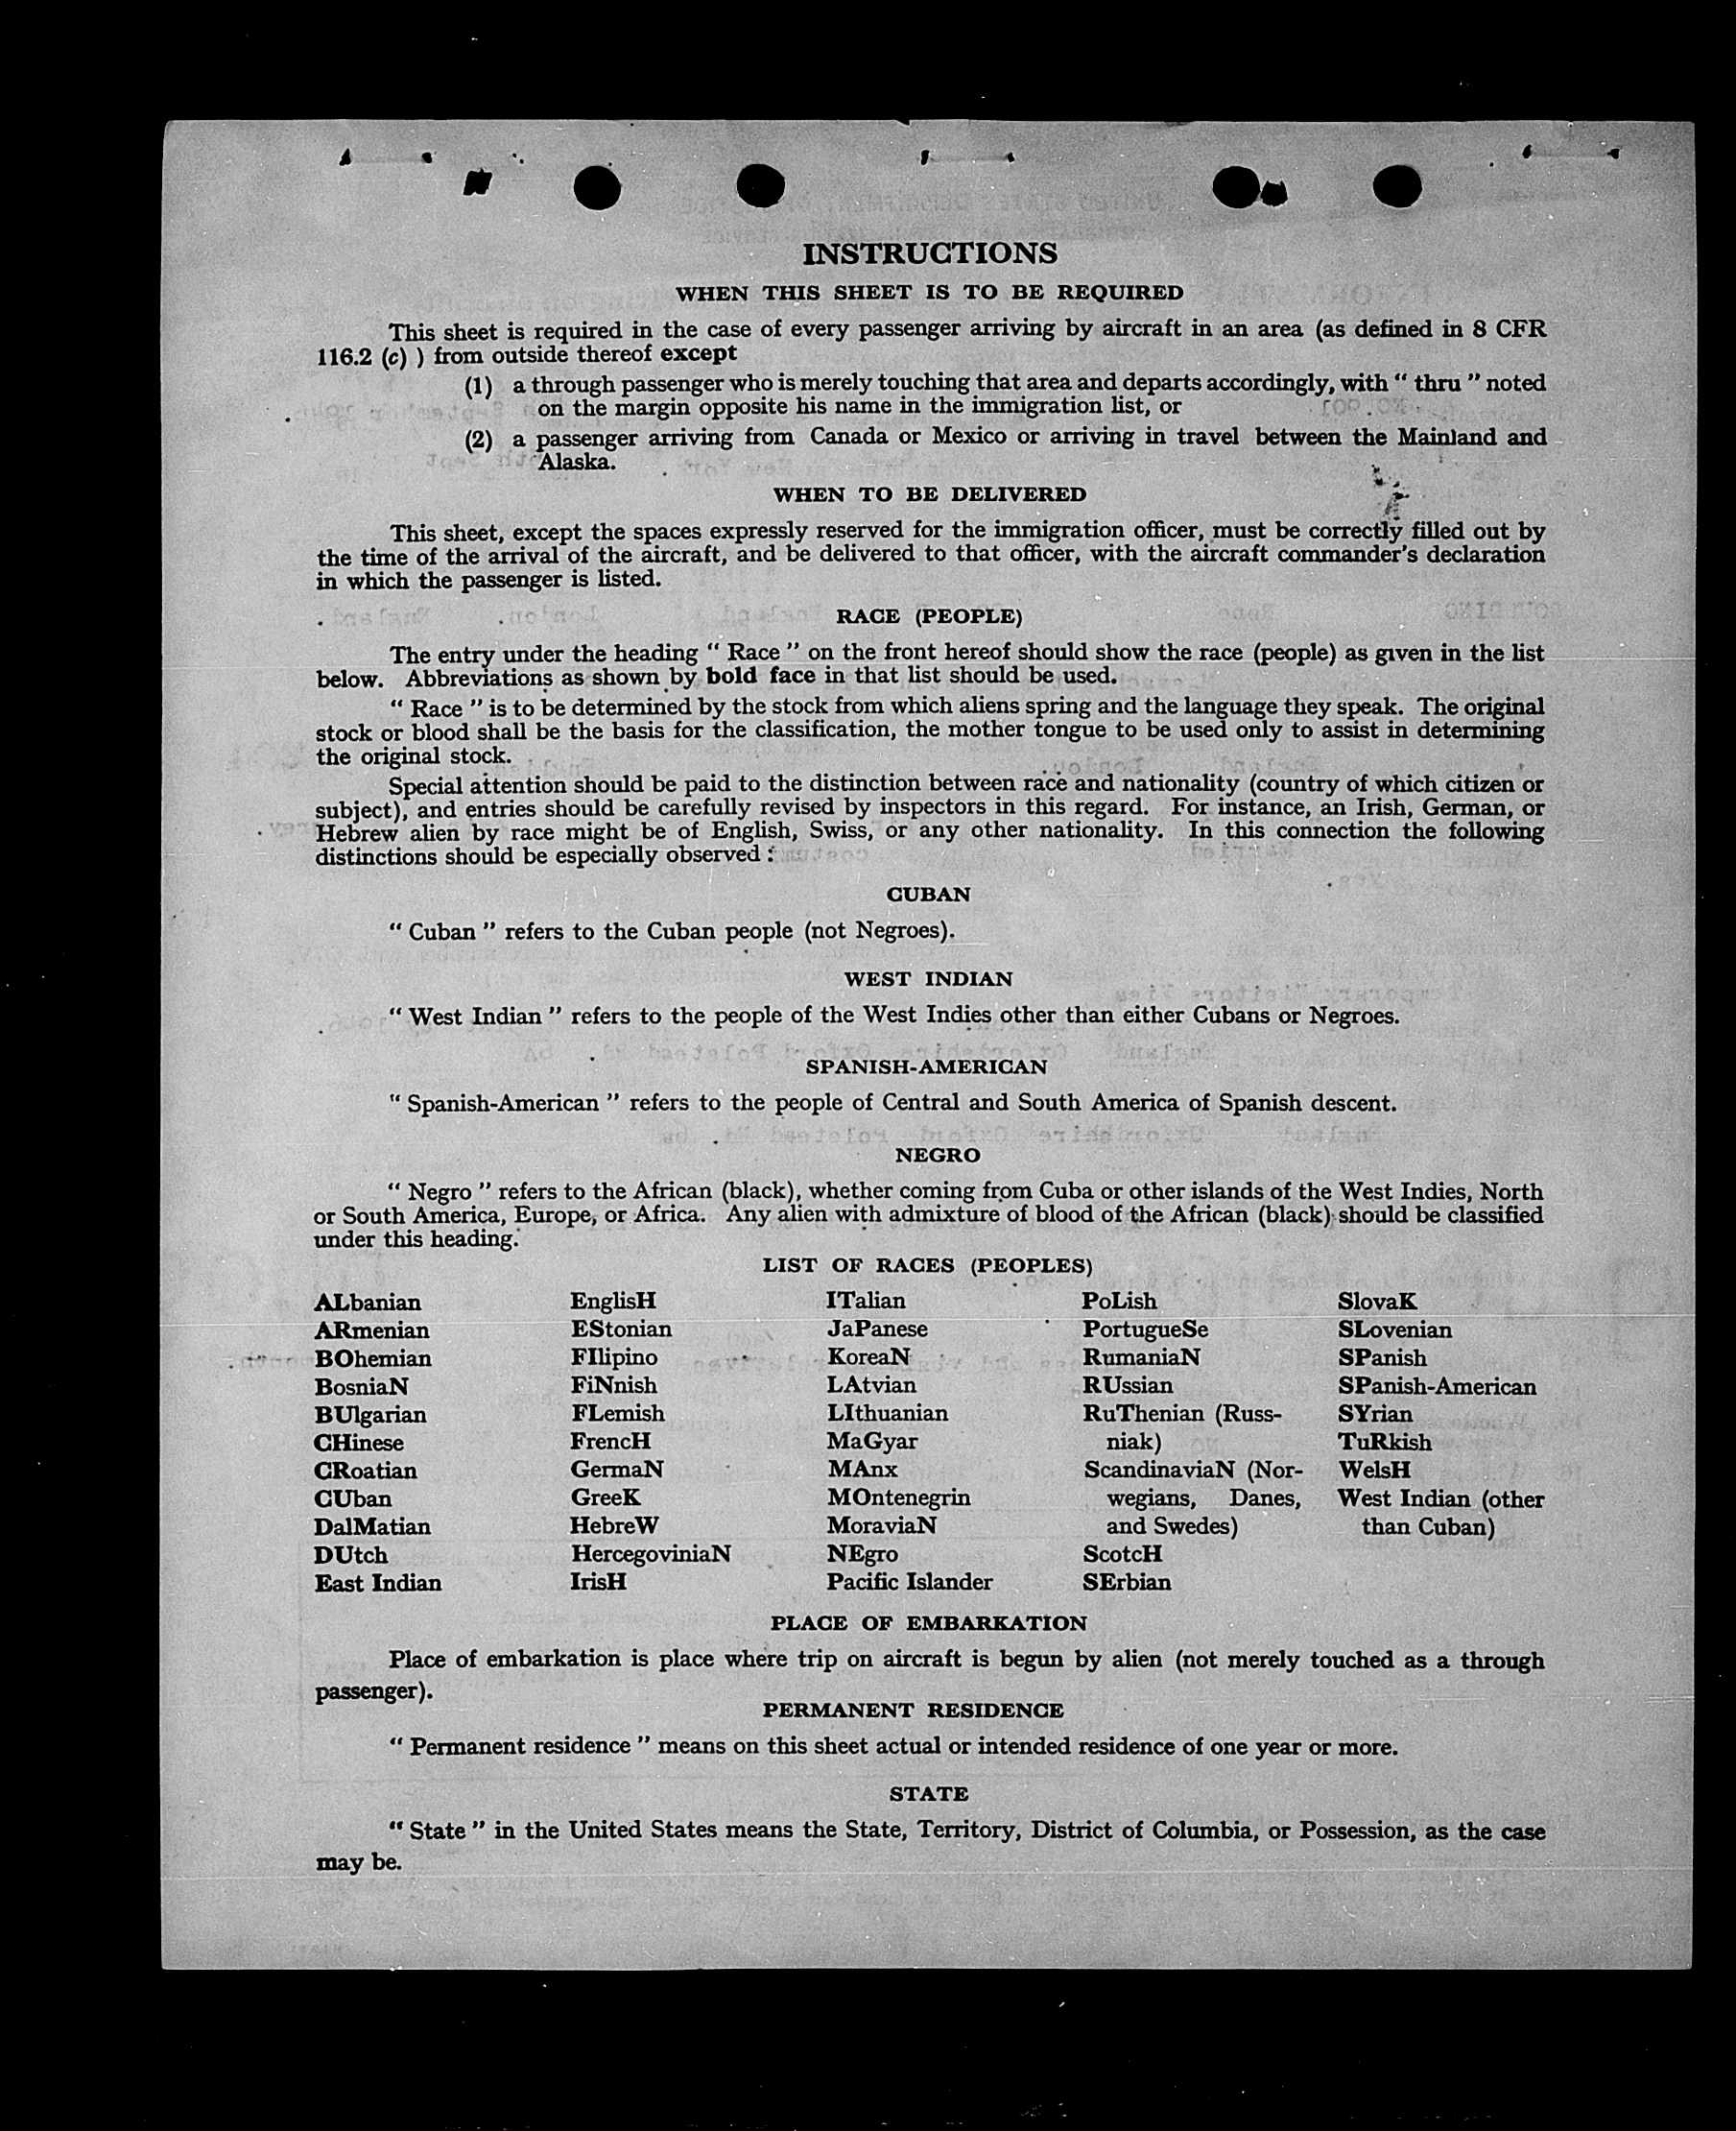 INSTRUCTIONS
WHEN THIS SHEET IS TO BE REQUIRED
This sheet is required in the case of every passenger arriving by aircraft in an area (as defined in 8 CFR
116.2 (c) ) from outside thereof except
(1) a through passenger who is merely touching that area and departs accordingly, with “ thru ” noted
on the margin opposite his name in the immigration list, or
(2) a passenger arriving from Canada or Mexico or arriving in travel between the Mainland and
Alaska.
WHEN TO BE DELIVERED
This sheet, except the spaces expressly reserved for the immigration officer, must be correctly filled out by
the time of the arrival of the aircraft, and be delivered to that officer, with the aircraft commander's declaration
in which the passenger is listed.
RACE (PEOPLE)
The entry under the heading “ Race ” on the front hereof should show the race (people) as given in the list
below. Abbreviations as shown by bold face in that list should be used.
“ Race ” is to be determined by the stock from which aliens spring and the language they speak. The original
stock or blood shall be the basis for the classification, the mother tongue to be used only to assist in determining
the original stock.
Special attention should be paid to the distinction between race and nationality (country of which citizen or
subject), and entries should be carefully revised by inspectors in this regard. For instance, an Irish, German, or
Hebrew alien by race might be of English, Swiss, or any other nationality. In this connection the following
distinctions should be especially observed :
CUBAN
“ Cuban ” refers to the Cuban people (not Negroes).
WEST INDIAN
“ West Indian ” refers to the people of the West Indies other than either Cubans or Negroes.
SPANISH-AMERICAN
“ Spanish-American ” refers to the people of Central and South America of Spanish descent.
NEGRO
“ Negro ” refers to the African (black), whether coming from Cuba or other islands of the West Indies, North
or South America, Europe, or Africa. Any alien with admixture of blood of the African (black) should be classified
under this heading.
LIST OF RACES (PEOPLES)
ALbanian
ARmenian
BOhemian
BosniaN
BUlgarian
CHinese
CRoatian
CUban
DalMatian
DUtch
East Indian
EnglisH
EStonian
FIlipino
FiNnish
FLemish
FrencH
GermaN
GreeK
HebreW
HercegoviniaN
IrisH
ITalian
JaPanese
KoreaN
LAtvian
LIthuanian
MaGyar
MAnx
MOntenegrin
MoraviaN
NEgro
Pacific Islander
PoLish
PortugueSe
RumaniaN
RUssian
RuThenian (Russ-
niak)
ScandinaviaN (Nor-
wegians, Danes,
and Swedes)
ScotcH
SErbian
SlovaK
SLovenian
SPanish
SPanish-American
SYrian
TuRkish
WelsH
West Indian (other
than Cuban)
PLACE OF EMBARKATION
Place of embarkation is place where trip on aircraft is begun by alien (not merely touched as a through
passenger).
PERMANENT RESIDENCE
“ Permanent residence ” means on this sheet actual or intended residence of one year or more.
STATE
“ State ” in the United States means the State, Territory, District of Columbia, or Possession, as the case
may be.